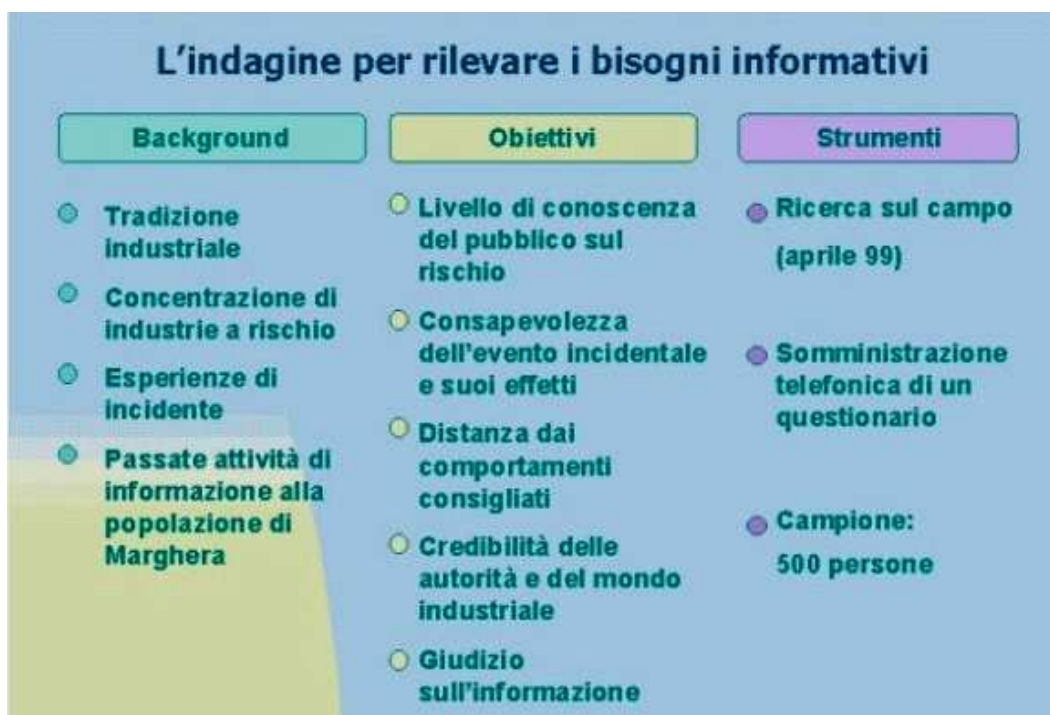 L'indagine per rilevare i bisogni informativi
Background
Tradizione
industriale
Concentrazione di
industrie a rischio
Esperienze di
incidente
Passate attività di
informazione alla
popolazione di
Marghera
Obiettivi
Livello di conoscenza
del pubblico sul
rischio
Consapevolezza
dell'evento incidentale
e suoi effetti
Distanza dai
comportamenti
consigliati
Credibilità delle
autorità e del mondo
industriale
Giudizio
sull'informazione
Strumenti
Ricerca sul campo
(aprile 99)
Somministrazione
telefonica di un
questionario
Campione:
500 persone